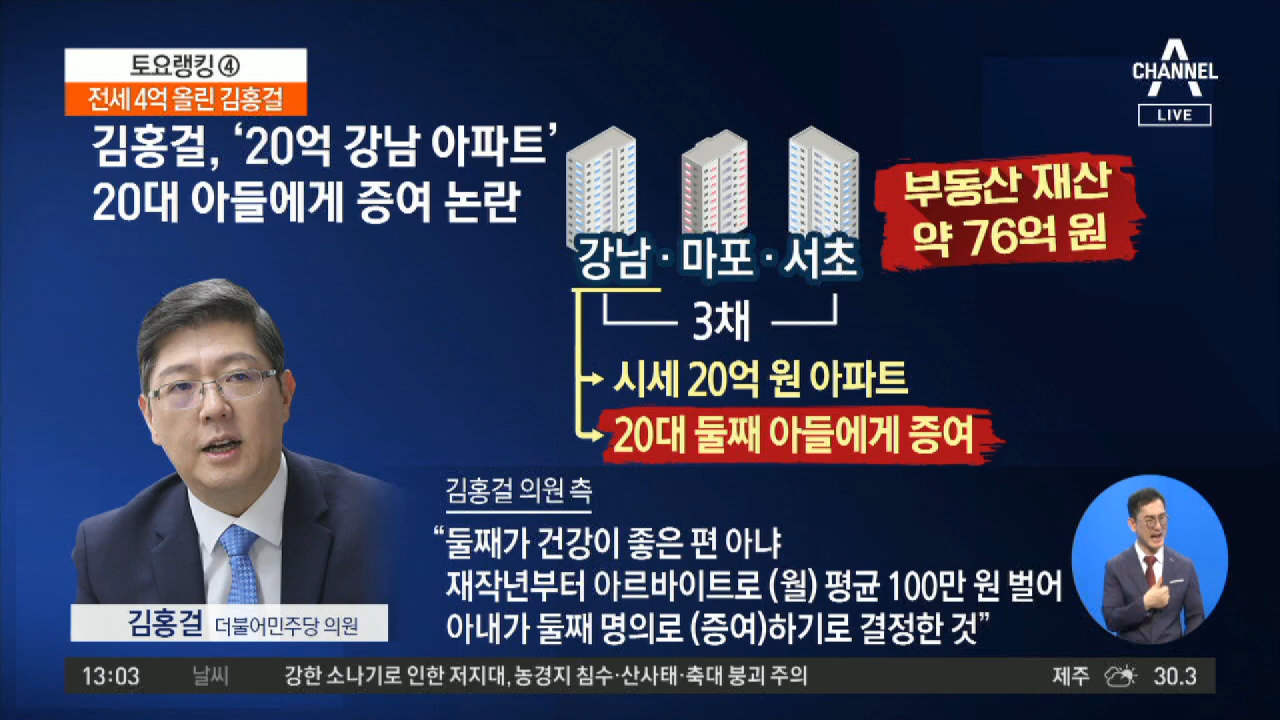 토요랭킹 ④
전세 4억 올린 김홍걸
CHANNEL A
LIVE
김홍걸, ‘20억 강남 아파트’
20대 아들에게 증여 논란
부동산 재산
약 76억 원
강남·마포·서초
3채
시세 20억 원 아파트
20대 둘째 아들에게 증여
김홍걸 의원 측
“둘째가 건강이 좋은 편 아냐
재작년부터 아르바이트로 (월) 평균 100만 원 벌어
아내가 둘째 명의로 (증여)하기로 결정한 것”
김홍걸 더불어민주당 의원
13:03 날씨 강한 소나기로 인한 저지대, 농경지 침수·산사태·축대 붕괴 주의 제주 30.3